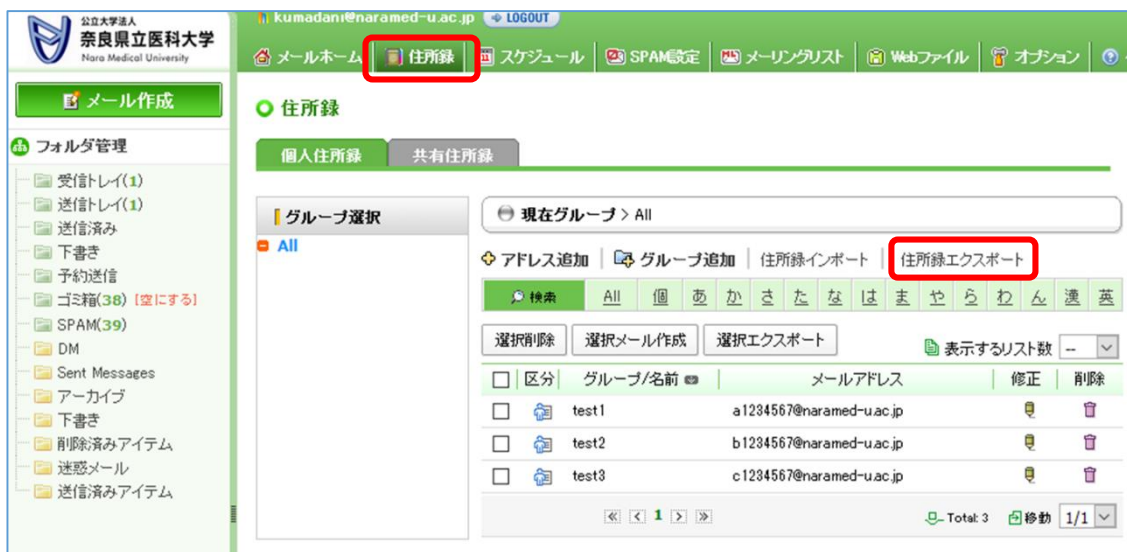 公立大学法人
奈良県立医科大学
Nara Medical University
kumadani@naramed-u.ac.jp LOGOUT
メールホーム 住所録 スケジュール SPAM設定 メーリングリスト Webファイル オプション
メール作成
フォルダ管理
受信トレイ(1)
送信トレイ(1)
送信済み
下書き
予約送信
ゴミ箱(38) [空にする]
SPAM(39)
DM
Sent Messages
アーカイブ
下書き
削除済みアイテム
迷惑メール
送信済みアイテム
住所録
個人住所録 共有住所録
グループ選択
All
現在グループ > All
アドレス追加 グループ追加 住所録インポート 住所録エクスポート
検索 All 個 あ か さ た な は ま や ら わ ん 漢 英
選択削除 選択メール作成 選択エクスポート 表示するリスト数 --
区分 グループ/名前 メールアドレス 修正 削除
test1 a1234567@naramed-u.ac.jp
test2 b1234567@naramed-u.ac.jp
test3 c1234567@naramed-u.ac.jp
1 Total: 3 移動 1/1